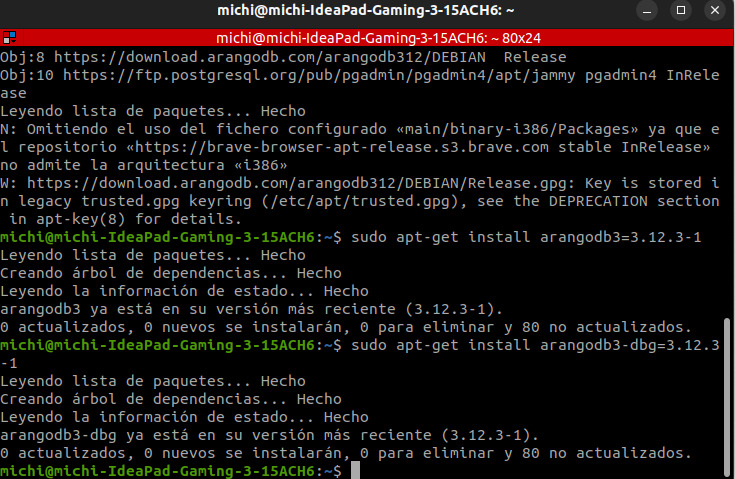 michi@michi-IdeaPad-Gaming-3-15ACH6: ~
michi@michi-IdeaPad-Gaming-3-15ACH6: ~ 80x24
Obj:8 https://download.arangodb.com/arangodb312/DEBIAN  Release
Obj:10 https://ftp.postgresql.org/pub/pgadmin/pgadmin4/apt/jammy pgadmin4 InRele
ase
Leyendo lista de paquetes... Hecho
N: Omitiendo el uso del fichero configurado «main/binary-i386/Packages» ya que e
l repositorio «https://brave-browser-apt-release.s3.brave.com stable InRelease»
no admite la arquitectura «i386»
W: https://download.arangodb.com/arangodb312/DEBIAN/Release.gpg: Key is stored i
n legacy trusted.gpg keyring (/etc/apt/trusted.gpg), see the DEPRECATION section
 in apt-key(8) for details.
michi@michi-IdeaPad-Gaming-3-15ACH6:~$ sudo apt-get install arangodb3=3.12.3-1
Leyendo lista de paquetes... Hecho
Creando árbol de dependencias... Hecho
Leyendo la información de estado... Hecho
arangodb3 ya está en su versión más reciente (3.12.3-1).
0 actualizados, 0 nuevos se instalarán, 0 para eliminar y 80 no actualizados.
michi@michi-IdeaPad-Gaming-3-15ACH6:~$ sudo apt-get install arangodb3-dbg=3.12.3
-1
Leyendo lista de paquetes... Hecho
Creando árbol de dependencias... Hecho
Leyendo la información de estado... Hecho
arangodb3-dbg ya está en su versión más reciente (3.12.3-1).
0 actualizados, 0 nuevos se instalarán, 0 para eliminar y 80 no actualizados.
michi@michi-IdeaPad-Gaming-3-15ACH6:~$